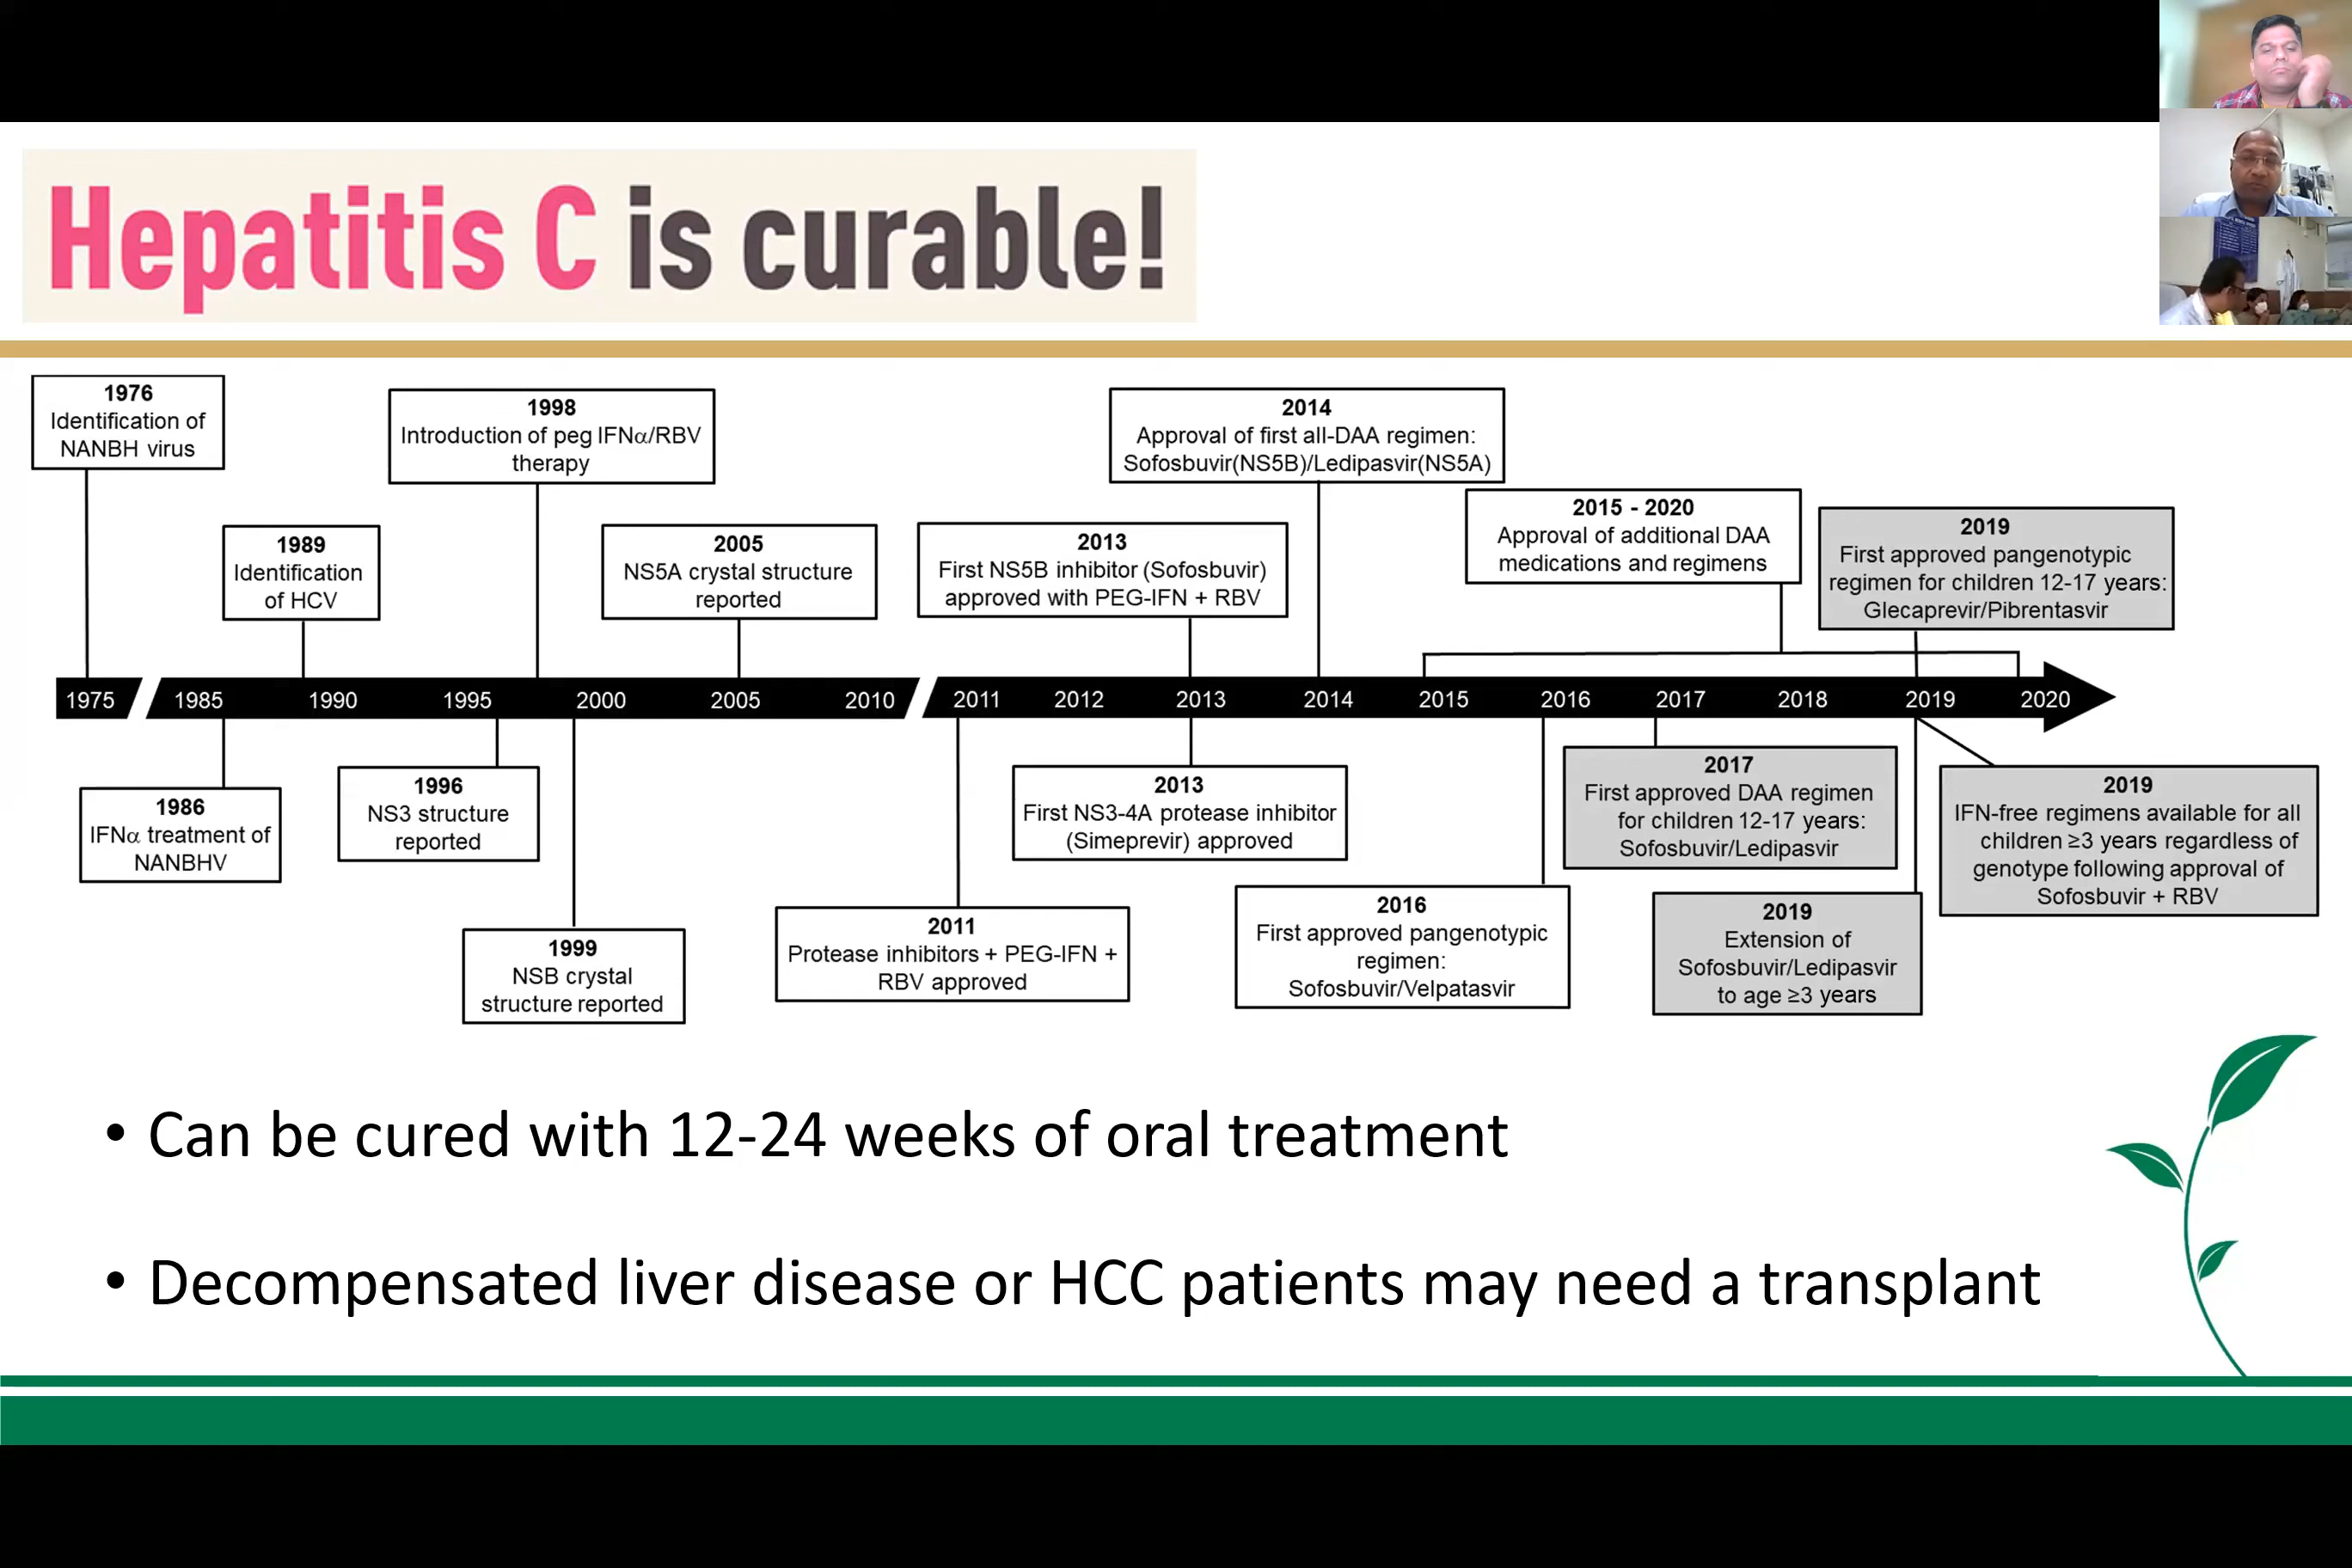 Hepatitis C is curable!
1976
Identification of
NANBH virus
1998
Introduction of peg IFNα/RBV
therapy
2014
Approval of first all-DAA regimen:
Sofosbuvir(NS5B)/Ledipasvir(NS5A)
1989
Identification
of HCV
2005
NS5A crystal structure
reported
2013
First NS5B inhibitor (Sofosbuvir)
approved with PEG-IFN + RBV
2015 - 2020
Approval of additional DAA
medications and regimens
2019
First approved pangenotypic
regimen for children 12-17 years:
Glecaprevir/Pibrentasvir
1975 1985 1990 1995 2000 2005 2010 2011 2012 2013 2014 2015 2016 2017 2018 2019 2020
1986
IFNα treatment of
NANBHV
1996
NS3 structure
reported
1999
NSB crystal
structure reported
2011
Protease inhibitors + PEG-IFN +
RBV approved
2013
First NS3-4A protease inhibitor
(Simeprevir) approved
2016
First approved pangenotypic
regimen:
Sofosbuvir/Velpatasvir
2017
First approved DAA regimen
for children 12-17 years:
Sofosbuvir/Ledipasvir
2019
Extension of
Sofosbuvir/Ledipasvir
to age ≥3 years
2019
IFN-free regimens available for all
children ≥3 years regardless of
genotype following approval of
Sofosbuvir + RBV
• Can be cured with 12-24 weeks of oral treatment
• Decompensated liver disease or HCC patients may need a transplant